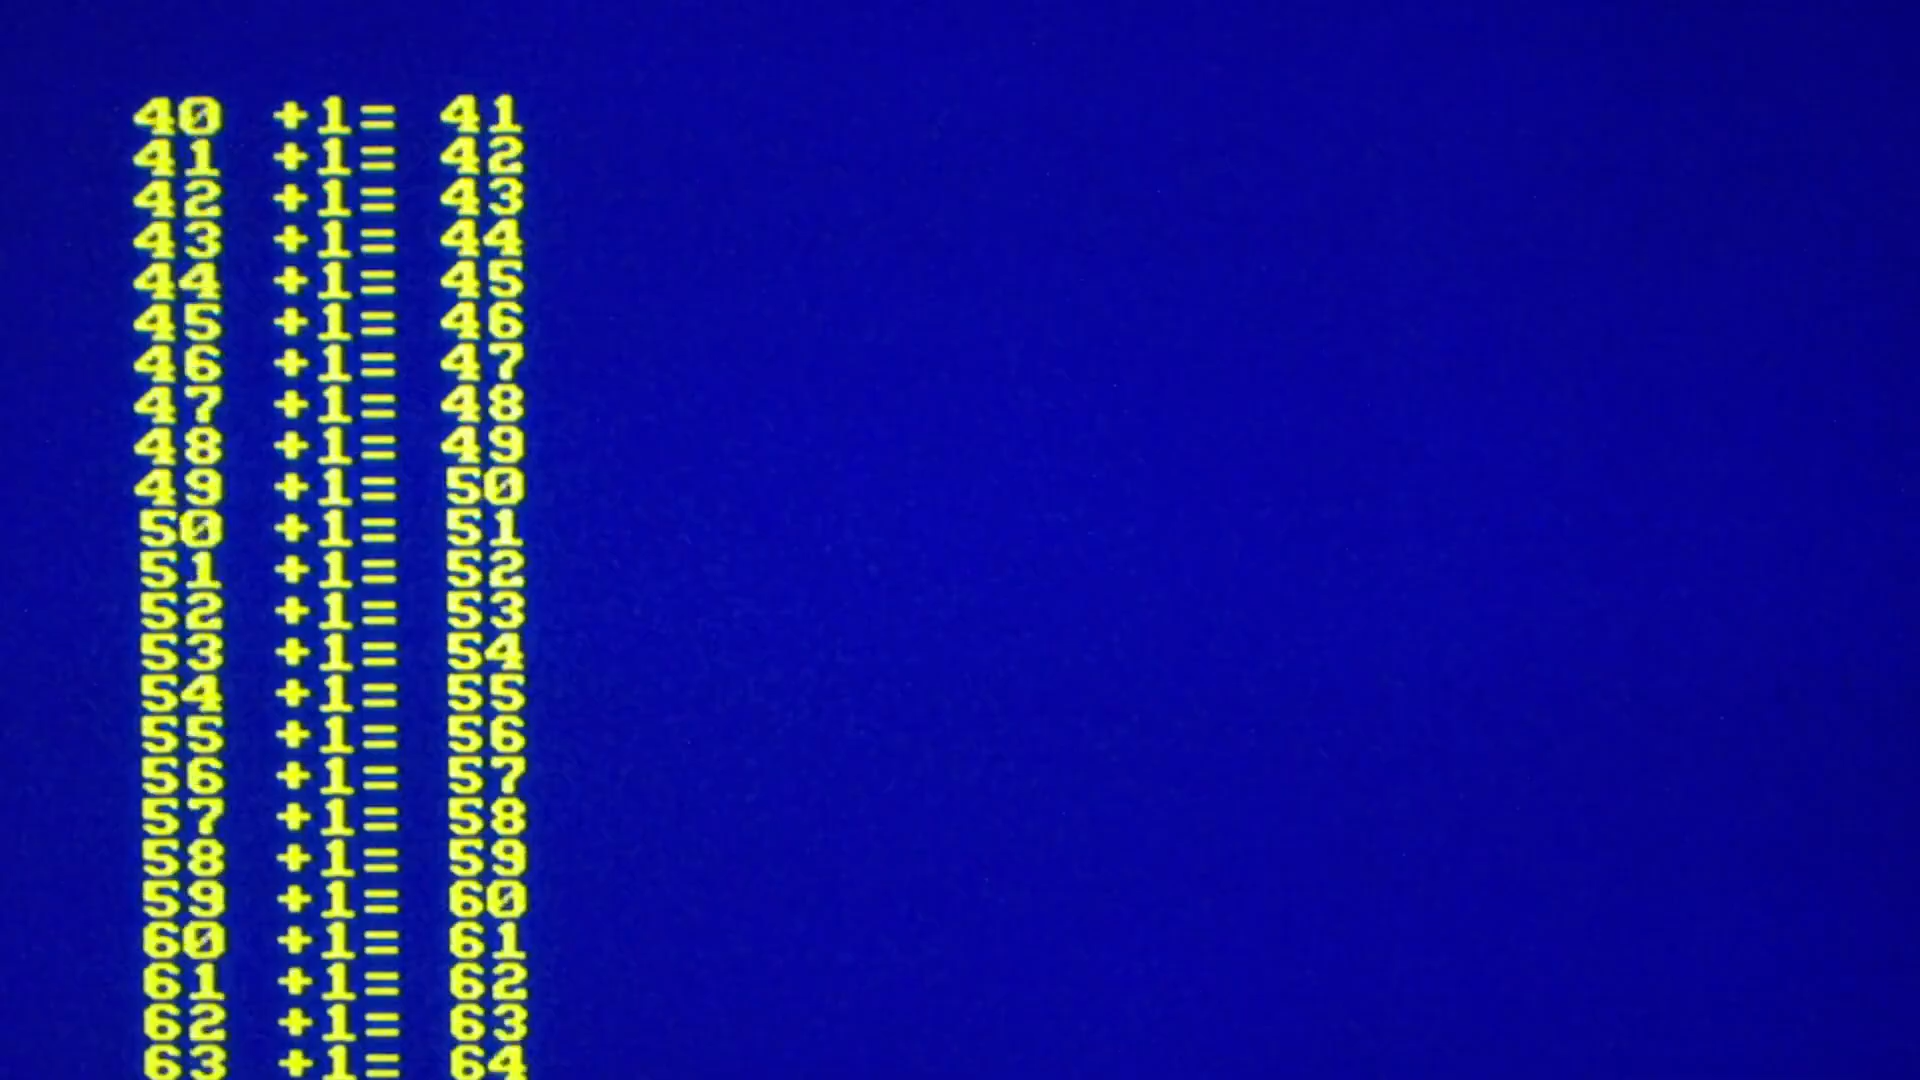 40 +1= 41
41 +1= 42
42 +1= 43
43 +1= 44
44 +1= 45
45 +1= 46
46 +1= 47
47 +1= 48
48 +1= 49
49 +1= 50
50 +1= 51
51 +1= 52
52 +1= 53
53 +1= 54
54 +1= 55
55 +1= 56
56 +1= 57
57 +1= 58
58 +1= 59
59 +1= 60
60 +1= 61
61 +1= 62
62 +1= 63
63 +1= 64